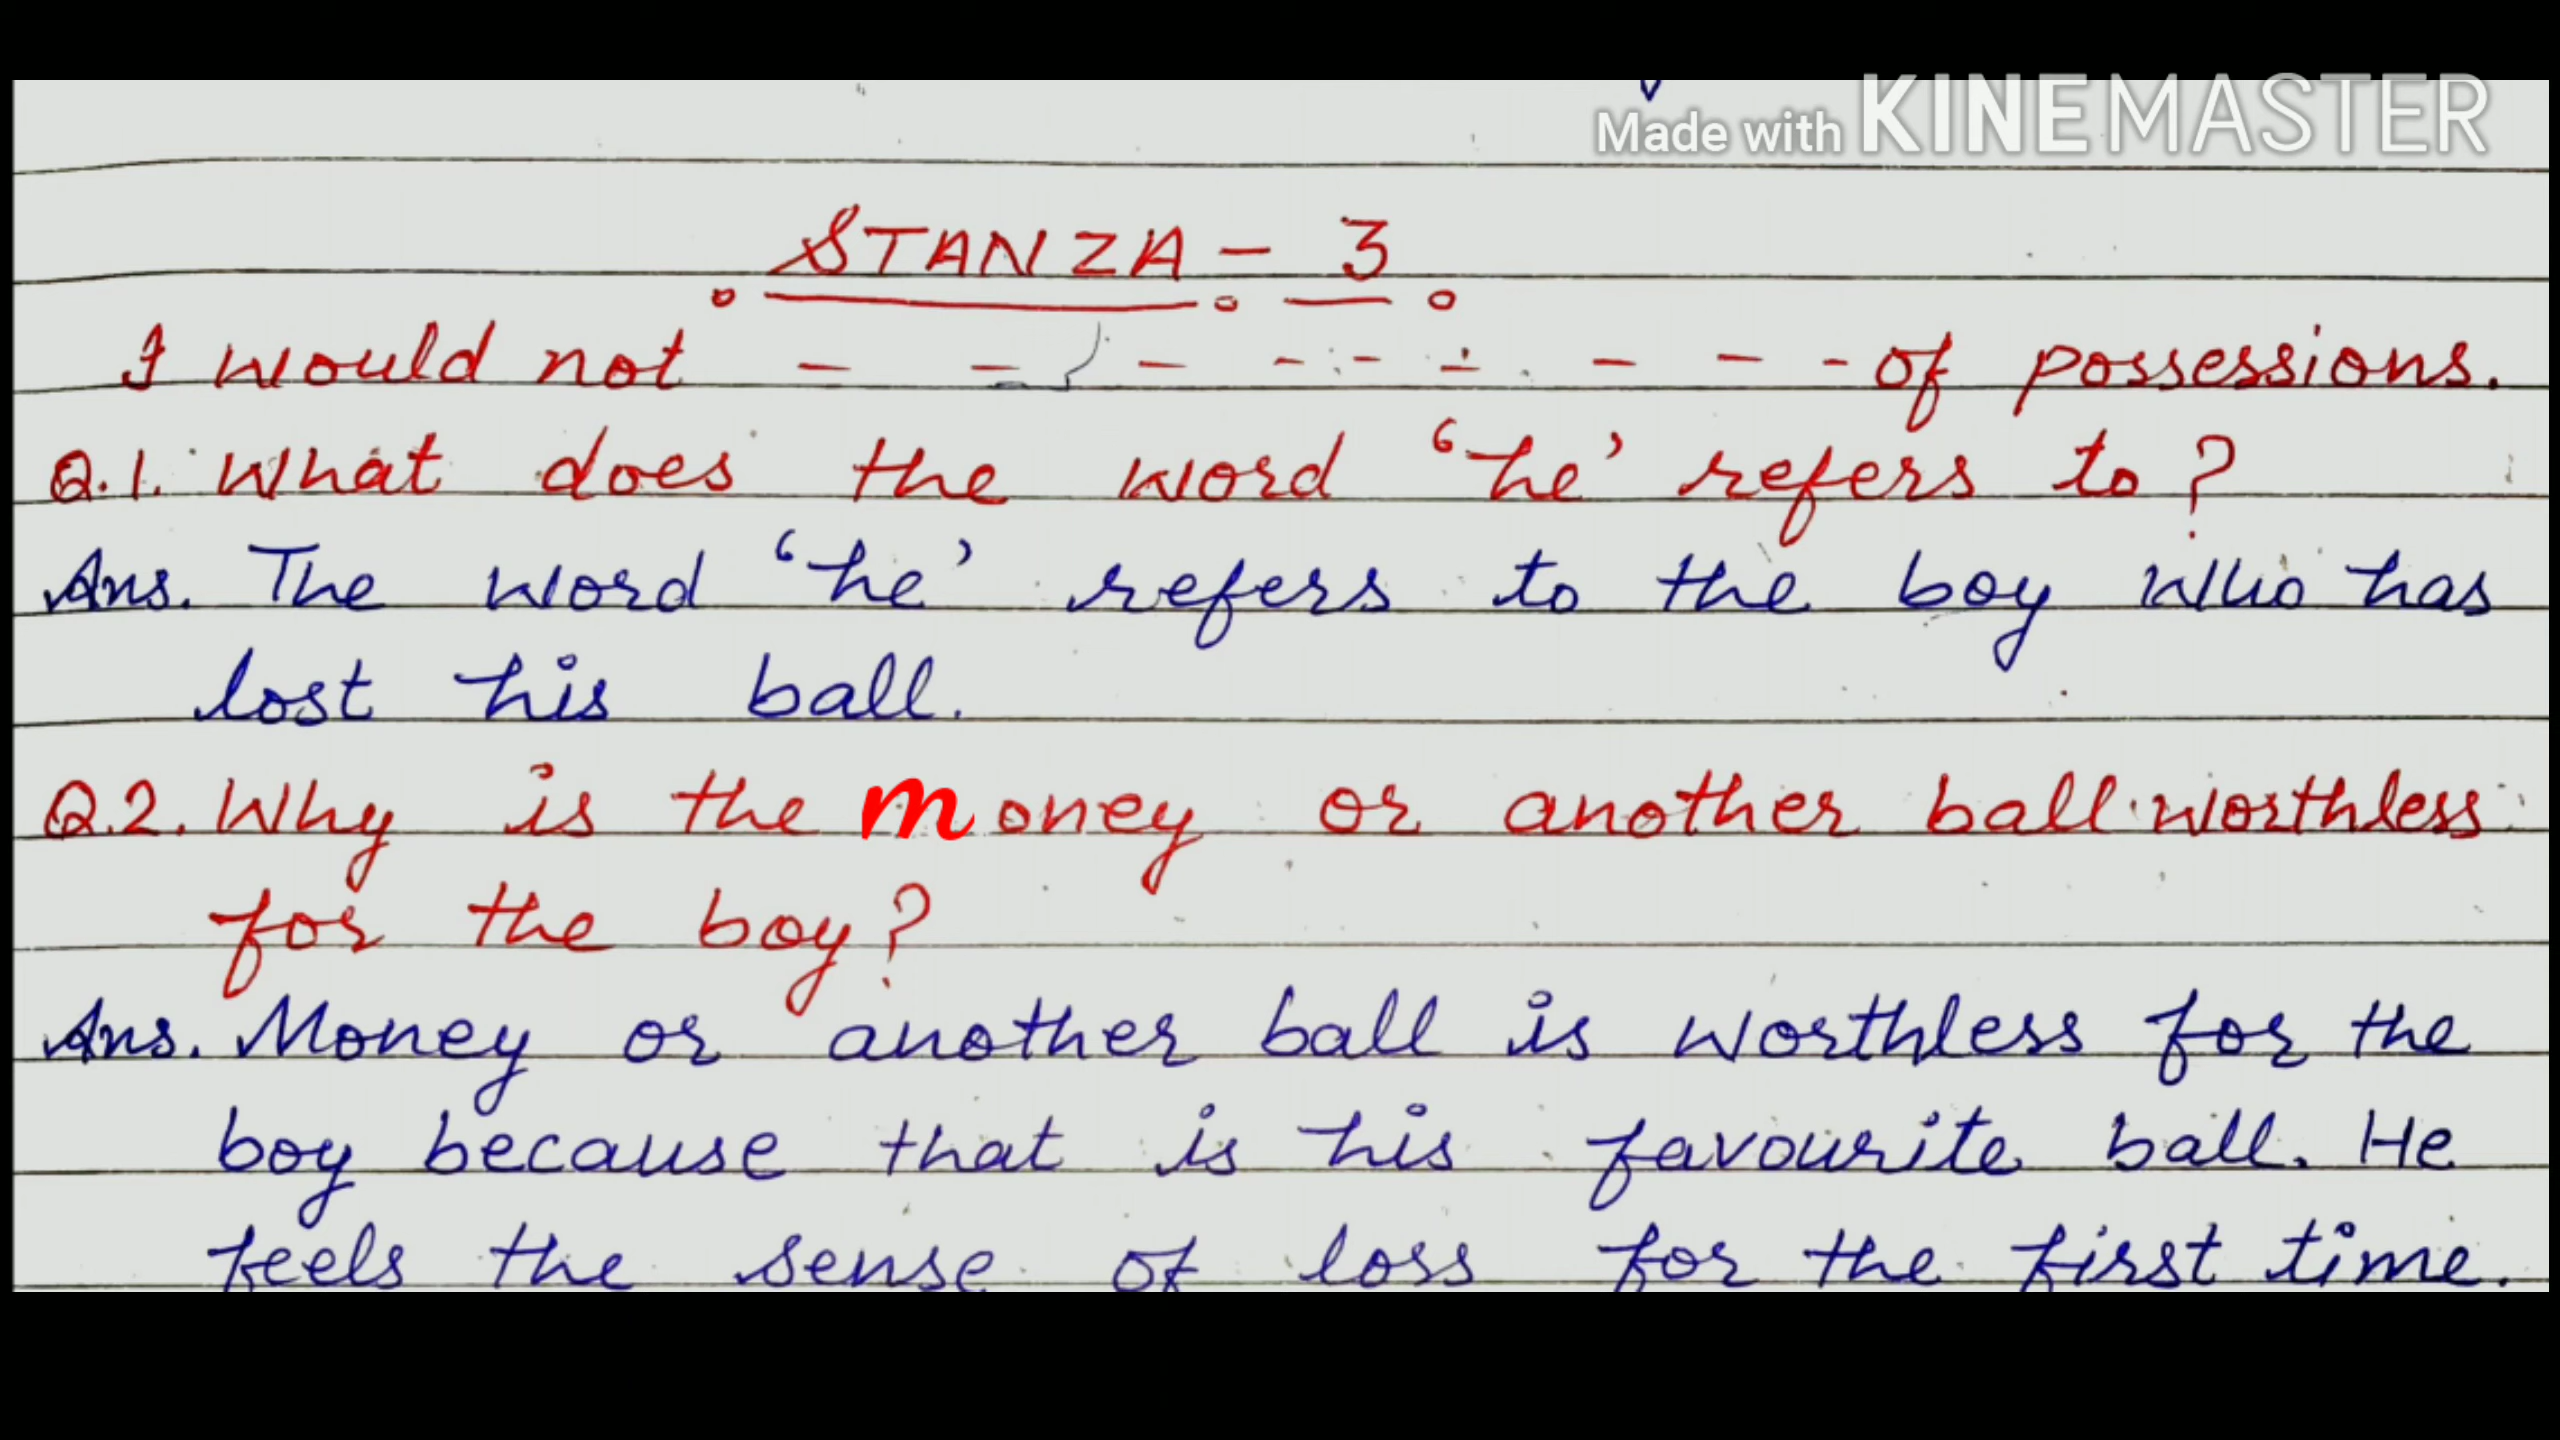 Made with KINEMASTER
STANZA - 3
I would not - - - - - - - - - of possessions.
Q.1. What does the word 'he' refers to?
Ans. The word 'he' refers to the boy who has
lost his ball.
Q.2. Why is the money or another ball worthless
for the boy?
Ans. Money or another ball is worthless for the
boy because that is his favourite ball. He
feels the sense of loss for the first time.